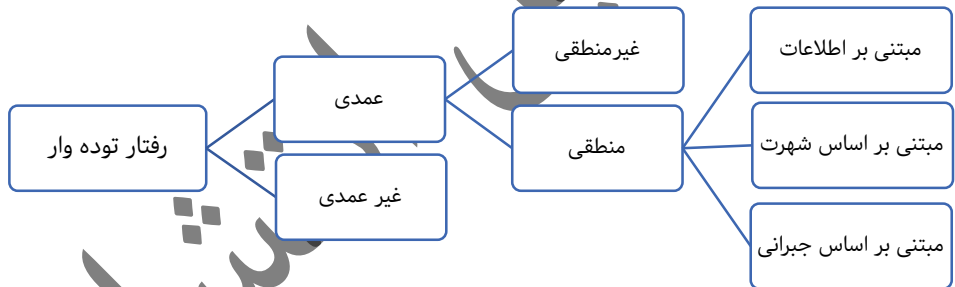 رفتار توده وار
عمدی
غیر عمدی
غیرمنطقی
منطقی
مبتنی بر اطلاعات
مبتنی بر اساس شهرت
مبتنی بر اساس جبرانی